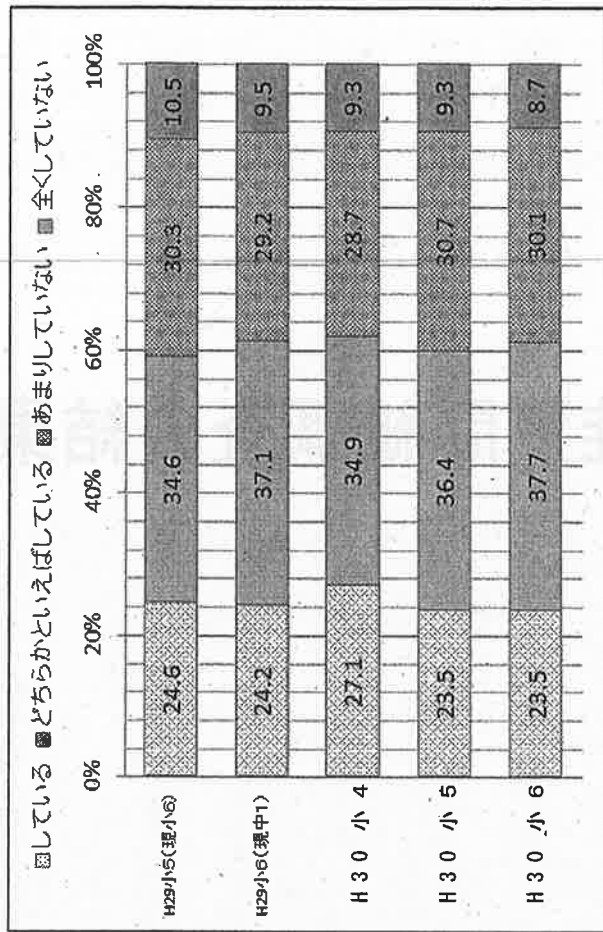 している どちらかといえばしている あまりしていない 全くしていない
0% 20% 40% 60% 80% 100%
H29小5(現小6) 24.6 34.6 30.3 10.5
H29小6(現中1) 24.2 37.1 29.2 9.5
H30 小4 27.1 34.9 28.7 9.3
H30 小5 23.5 36.4 30.7 9.3
H30 小6 23.5 37.7 30.1 8.7